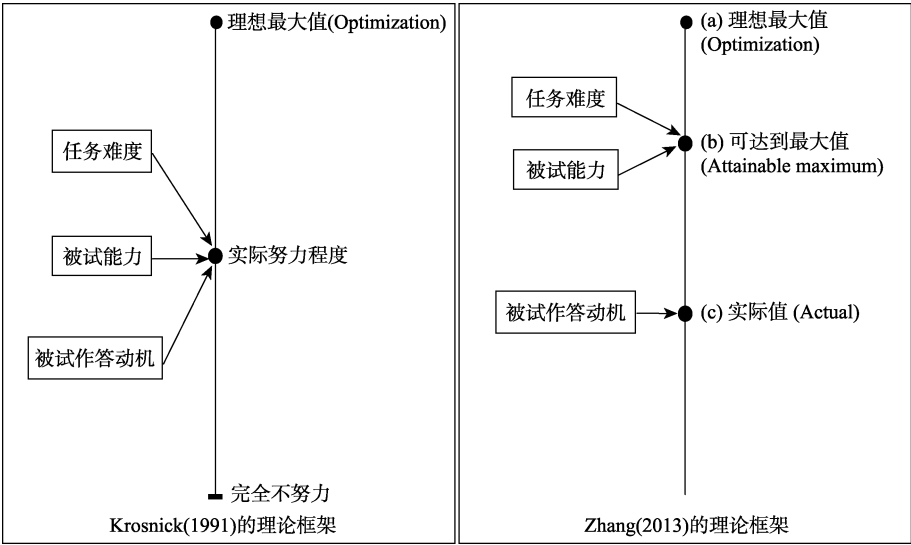 理想最大值(Optimization)
任务难度
被试能力
实际努力程度
被试作答动机
完全不努力
Krosnick(1991)的理论框架
(a) 理想最大值
(Optimization)
任务难度
(b) 可达到最大值
(Attainable maximum)
被试能力
被试作答动机
(c) 实际值 (Actual)
Zhang(2013)的理论框架